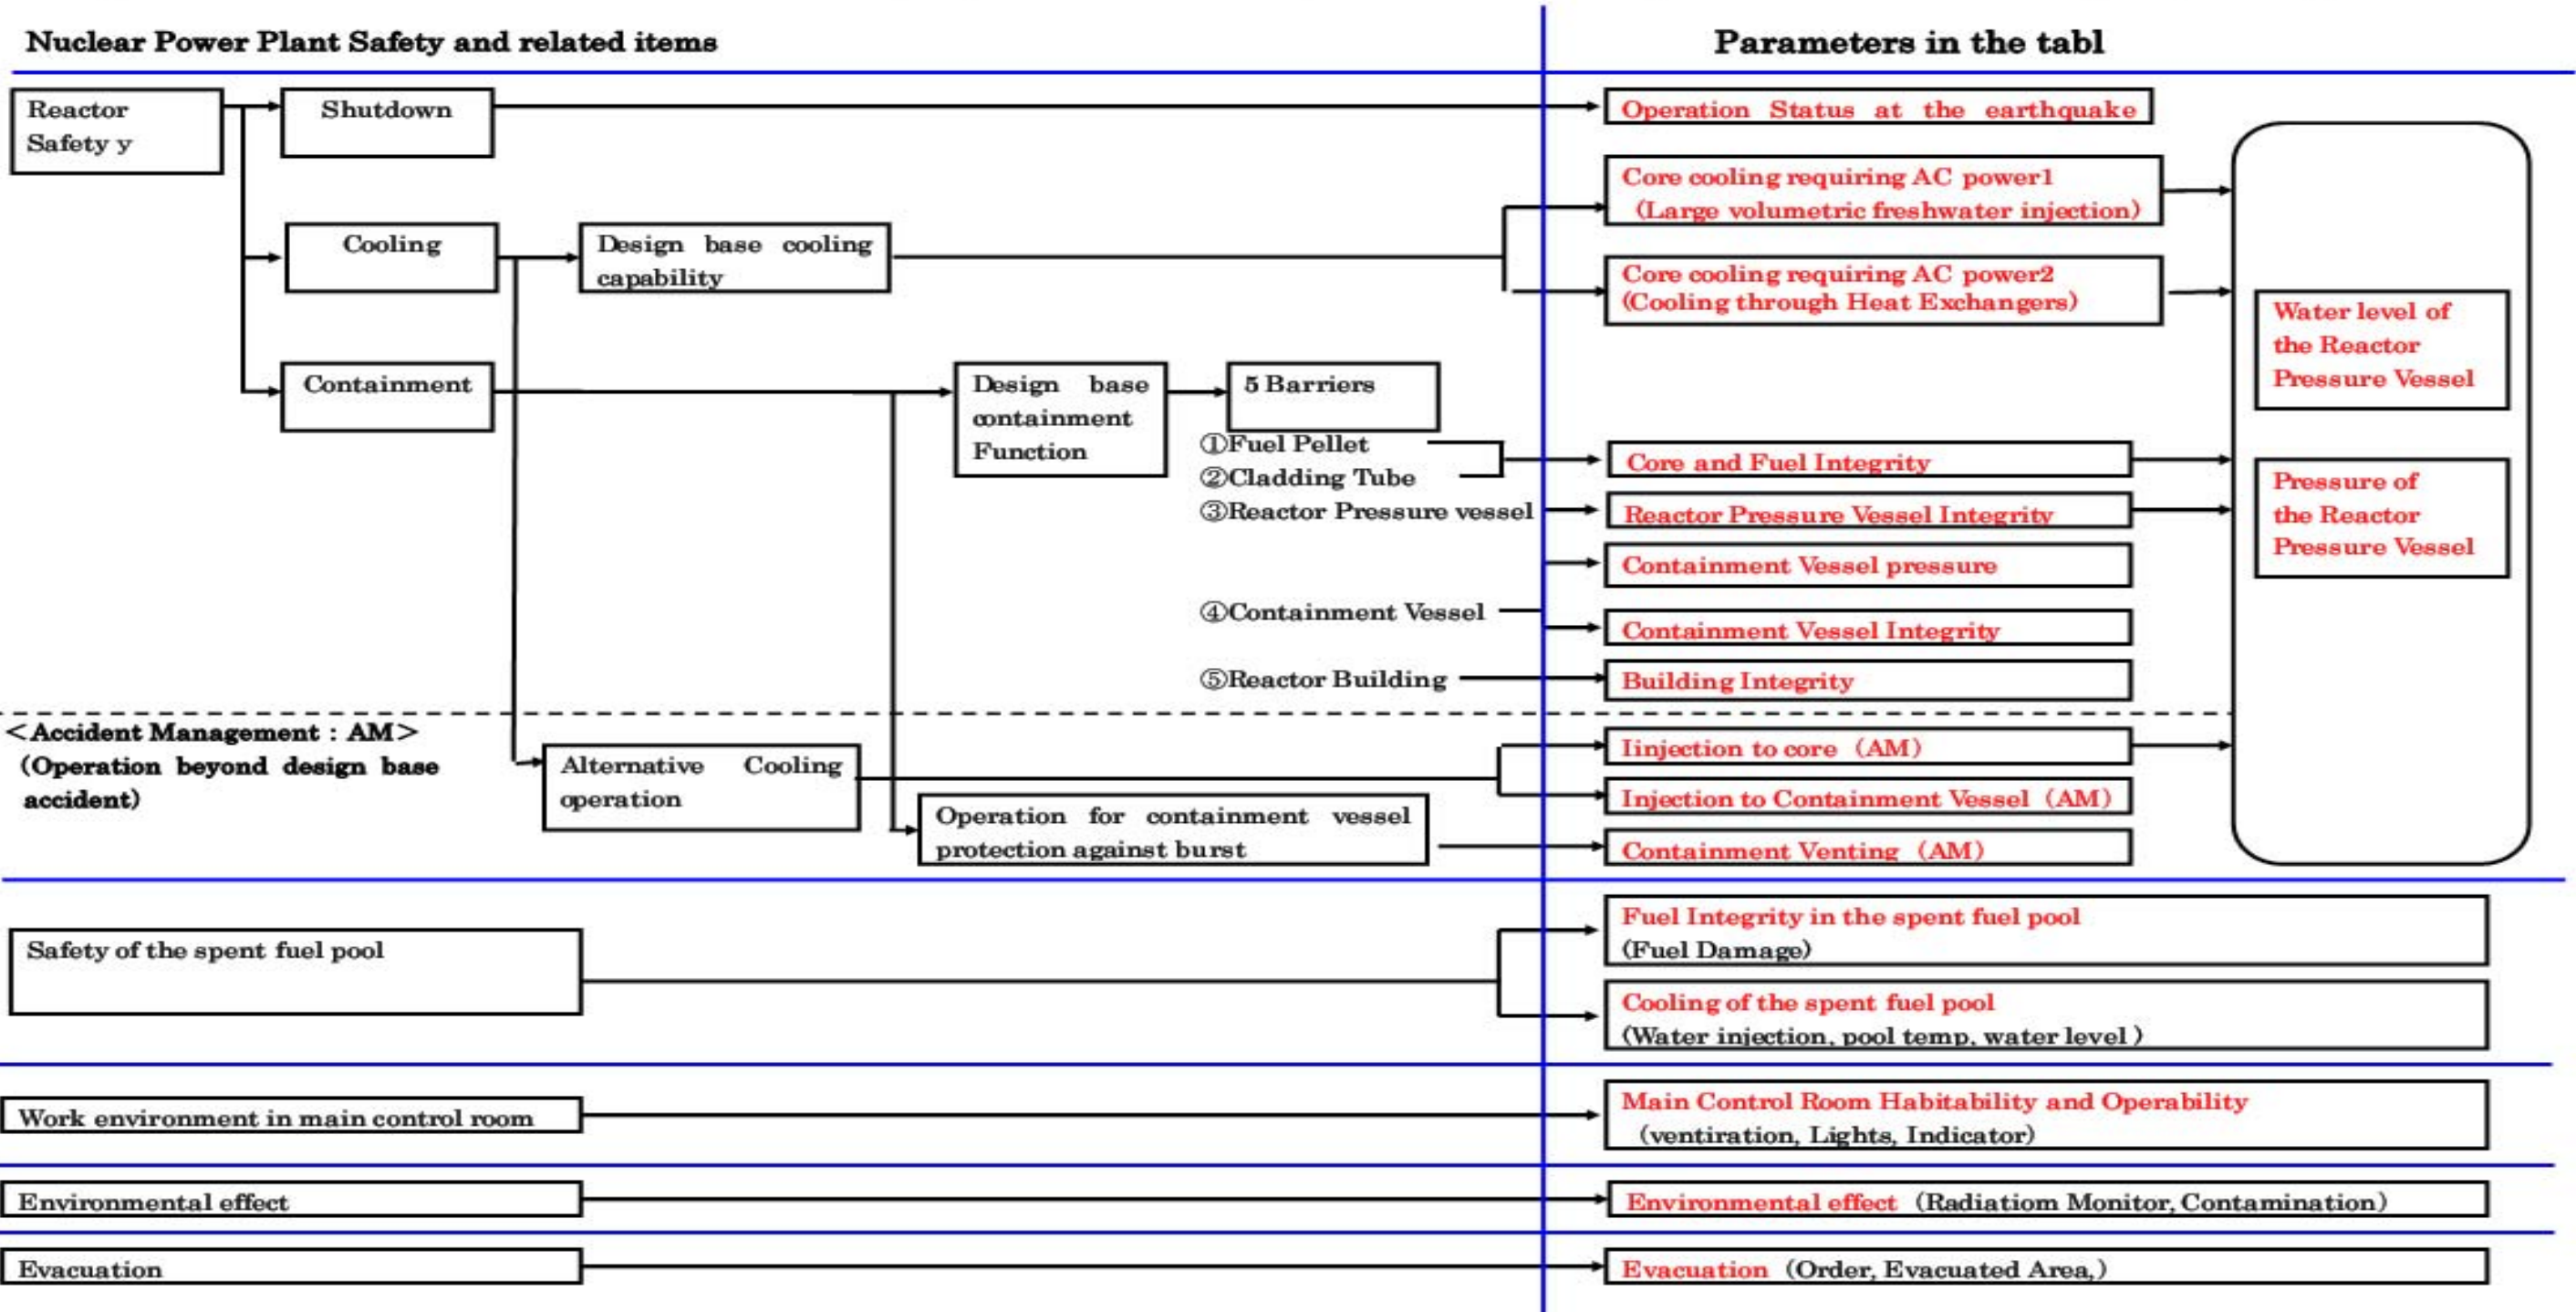 Nuclear Power Plant Safety and related items
Parameters in the tabl
Reactor
Safety y
Shutdown
Operation Status at the earthquake
Core cooling requiring AC power1
(Large volumetric freshwater injection)
Cooling
Design base cooling
capability
Core cooling requiring AC power2
(Cooling through Heat Exchangers)
Water level of
the Reactor
Pressure Vessel
Containment
Design base
containment
Function
5 Barriers
①Fuel Pellet
②Cladding Tube
③Reactor Pressure vessel
④Containment Vessel
⑤Reactor Building
Core and Fuel Integrity
Reactor Pressure Vessel Integrity
Containment Vessel pressure
Containment Vessel Integrity
Building Integrity
Pressure of
the Reactor
Pressure Vessel
<Accident Management : AM>
(Operation beyond design base
accident)
Alternative Cooling
operation
Operation for containment vessel
protection against burst
Iinjection to core (AM)
Injection to Containment Vessel (AM)
Containment Venting (AM)
Safety of the spent fuel pool
Fuel Integrity in the spent fuel pool
(Fuel Damage)
Cooling of the spent fuel pool
(Water injection, pool temp, water level )
Work environment in main control room
Main Control Room Habitability and Operability
(ventiration, Lights, Indicator)
Environmental effect
Environmental effect (Radiatiom Monitor, Contamination)
Evacuation
Evacuation (Order, Evacuated Area,)